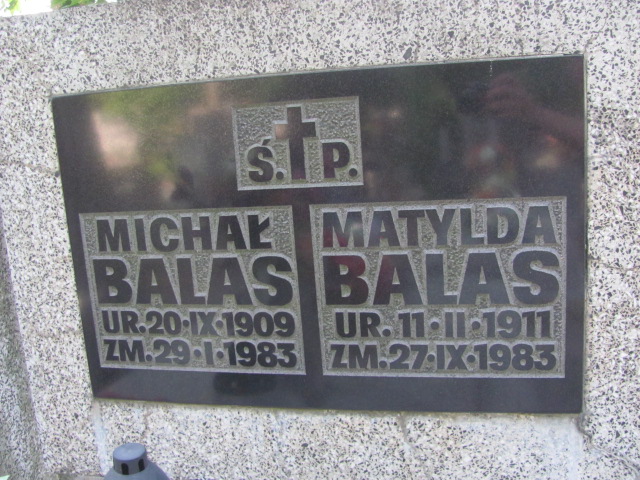 Ś. P.
MICHAŁ
BALAS
UR. 20·IX·1909
ZM. 29·I·1983
MATYLDA
BALAS
UR. 11·II·1911
ZM. 27·IX·1983